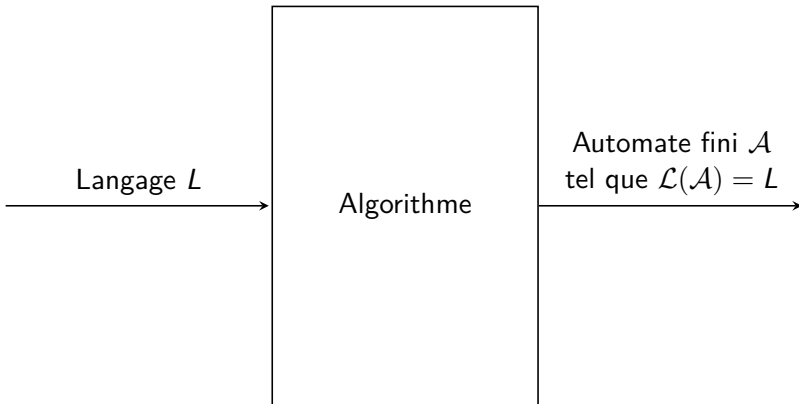 Langage L
Algorithme
Automate fini 𝒜
tel que ℒ(𝒜) = L